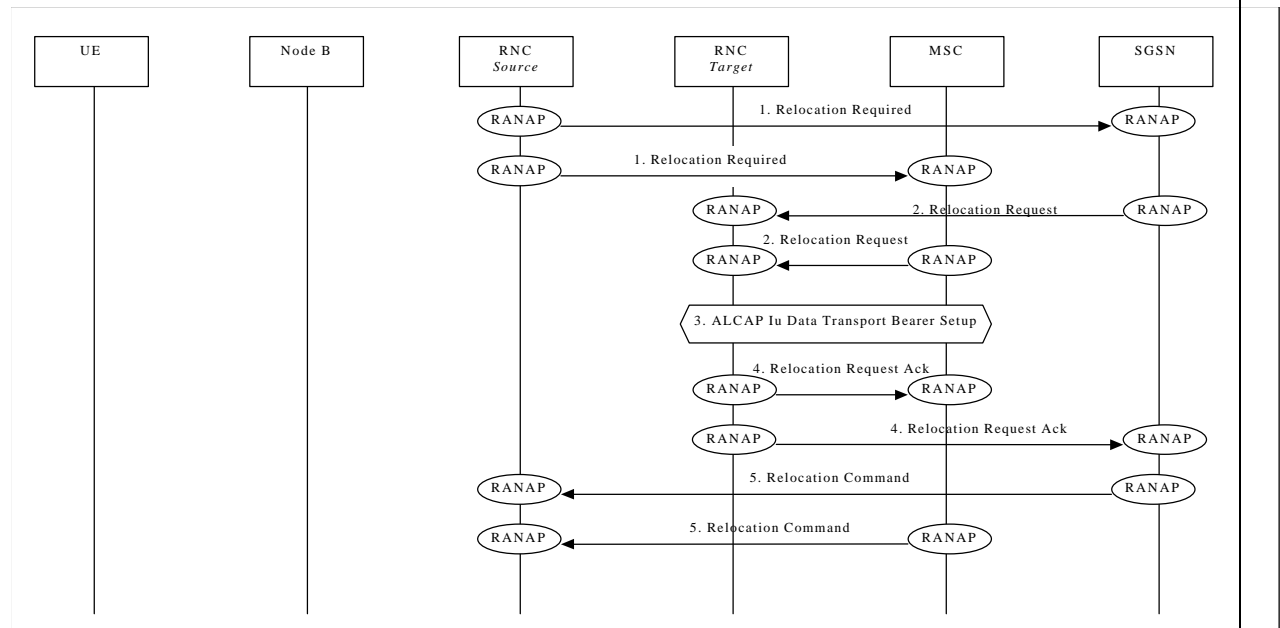 UE
Node B
RNC
Source
RNC
Target
MSC
SGSN
RANAP
1. Relocation Required
RANAP
RANAP
1. Relocation Required
RANAP
RANAP
2. Relocation Request
RANAP
2. Relocation Request
RANAP
RANAP
3. ALCAP Iu Data Transport Bearer Setup
4. Relocation Request Ack
RANAP
RANAP
RANAP
4. Relocation Request Ack
RANAP
RANAP
5. Relocation Command
RANAP
RANAP
5. Relocation Command
RANAP